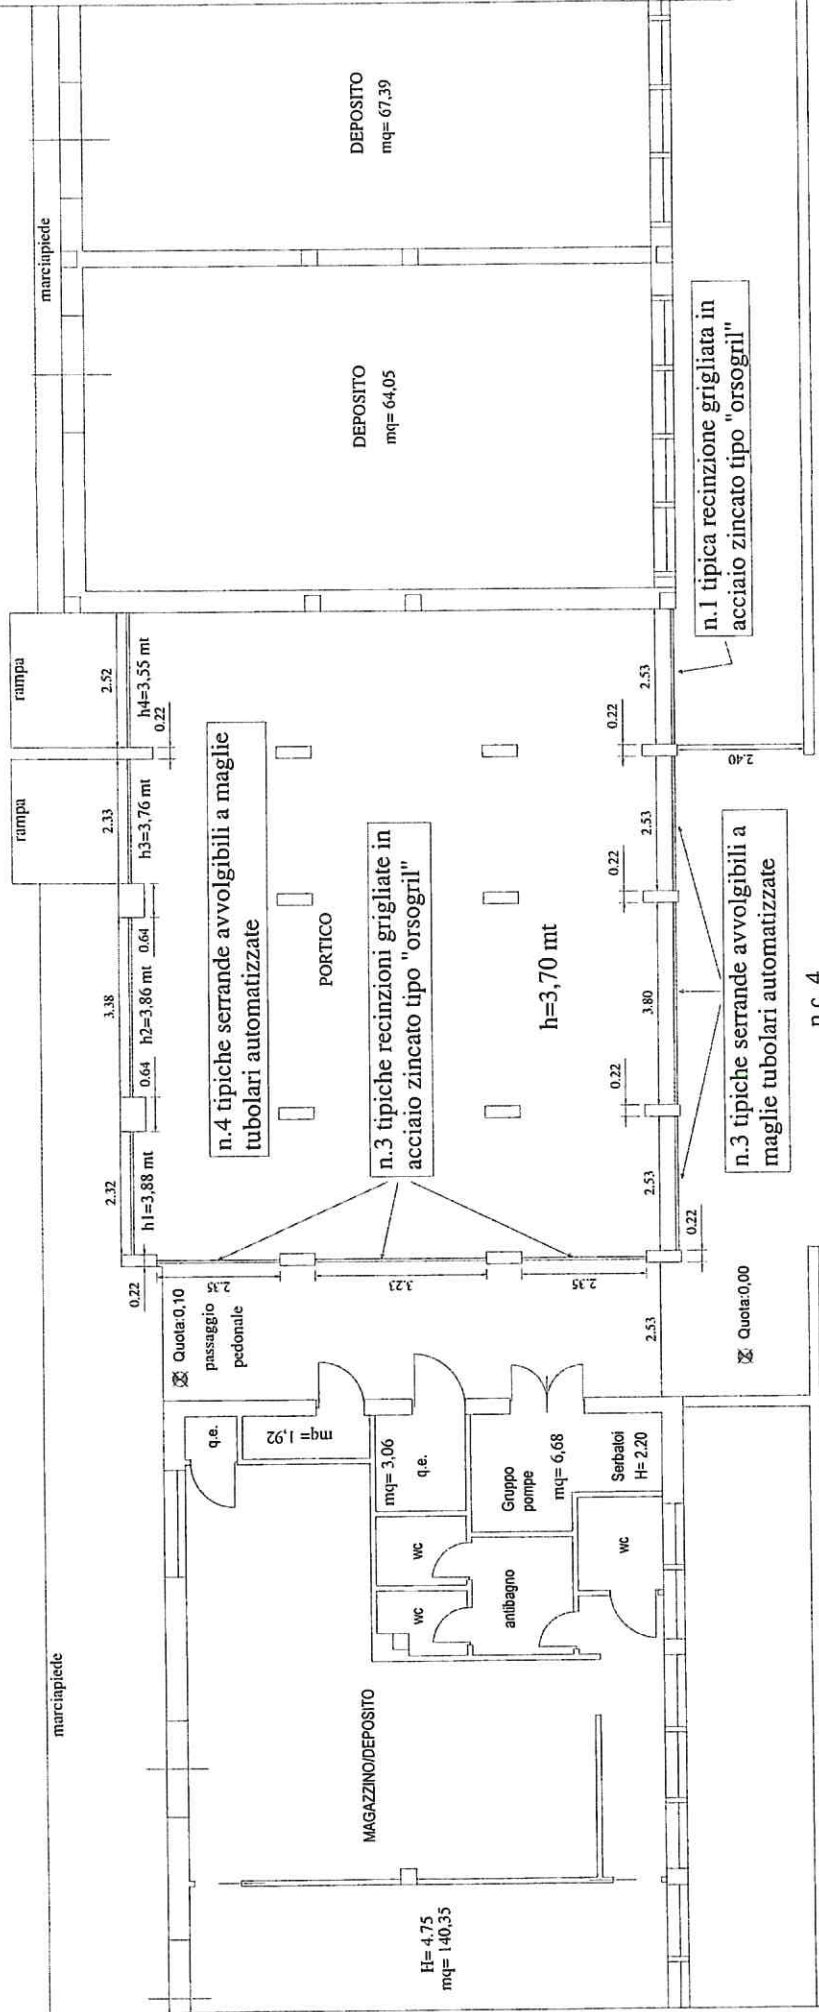 marciapiede
marciapiede
rampa
rampa
2.32
3.38
2.33
2.52
0.22
h1=3,88 mt
0.64
h2=3,86 mt
0.64
h3=3,76 mt
h4=3,55 mt
0.22
Quota:0,10
passaggio
pedonale
2.35
3.23
2.35
n.4 tipiche serrande avvolgibili a maglie
tubolari automatizzate
PORTICO
n.3 tipiche recinzioni grigliate in
acciaio zincato tipo "orsogril"
h=3,70 mt
DEPOSITO
mq= 64,05
DEPOSITO
mq= 67,39
q.e.
mq= 1,92
mq= 3,06
q.e.
wc
wc
Gruppo
pompe
mq= 6,68
antibagno
Serbatoi
H= 2.20
wc
MAGAZZINO/DEPOSITO
H= 4.75
mq= 140,35
2.53
0.22
2.53
0.22
3.80
0.22
2.53
0.22
2.53
2.40
Quota:0,00
n.3 tipiche serrande avvolgibili a
maglie tubolari automatizzate
n.1 tipica recinzione grigliata in
acciaio zincato tipo "orsogril"